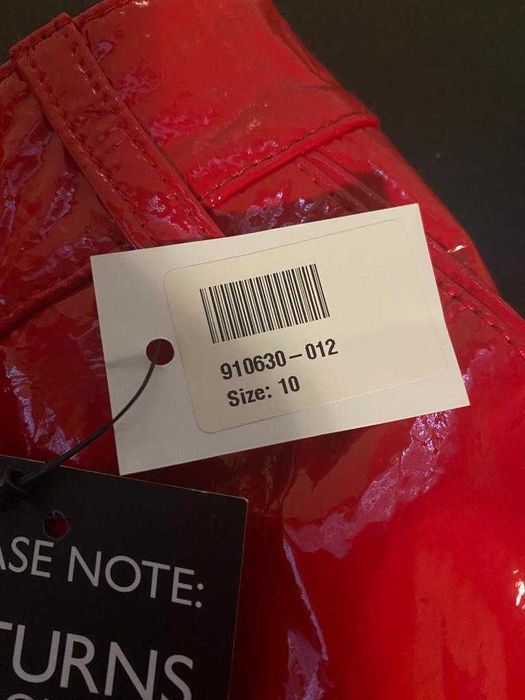 910630-012
Size: 10
ASE NOTE:
TURNS